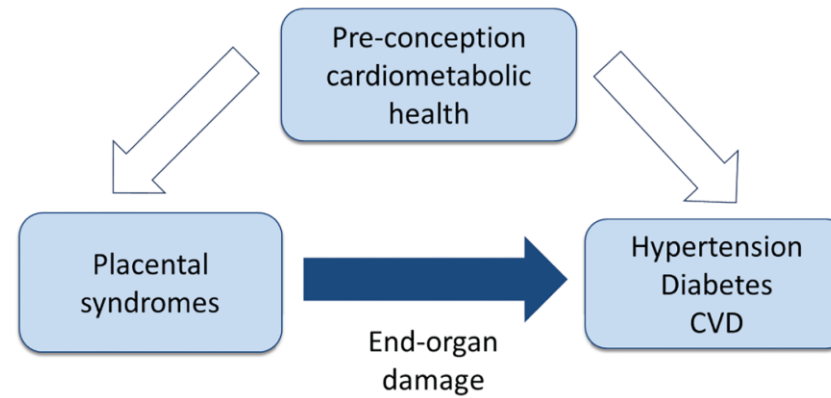 Pre-conception
cardiometabolic
health
Placental
syndromes
End-organ
damage
Hypertension
Diabetes
CVD